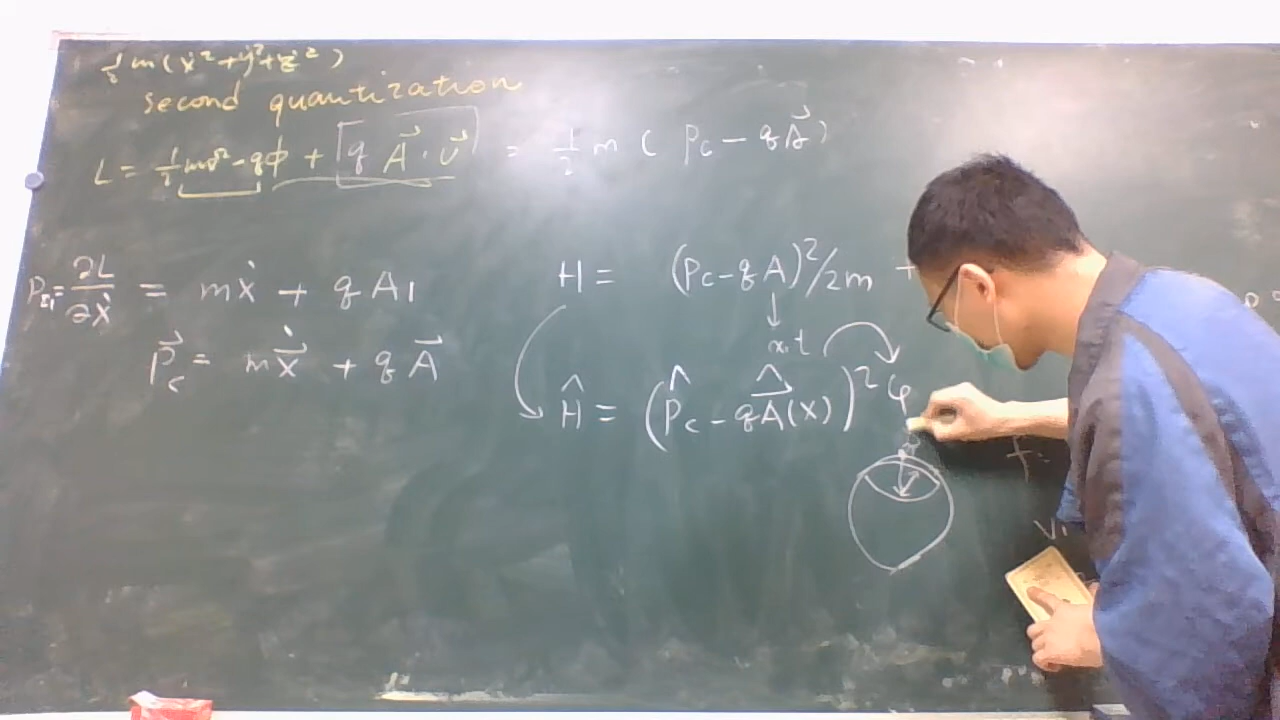 ½m(ẋ²+ẏ²+ż²)
second quantization
L = ½mv² - qϕ + q A⃗ · v⃗ = ½ m ( Pc - qA⃗ )
∂L/∂ẋ = mẋ + qA₁
P⃗c = mẋ⃗ + qA⃗
H = (Pc - qA)²/2m +
x, t
Ĥ = (P̂c - qÂ⃗(x))² φ